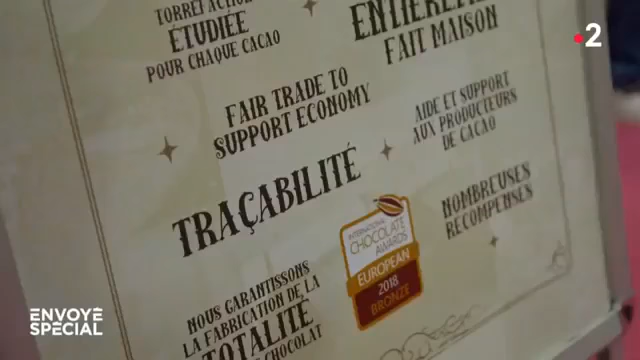 ÉTUDIÉE
POUR CHAQUE CACAO
FAIT MAISON
2
FAIR TRADE TO
SUPPORT ECONOMY
AIDE ET SUPPORT
AUX PRODUCTEURS
DE CACAO
TRAÇABILITÉ
NOMBREUSES
RÉCOMPENSES
INTERNATIONAL
CHOCOLATE
AWARDS
EUROPEAN
2018
BRONZE
NOUS GARANTISSONS
LA FABRICATION DE LA
TOTALITÉ
CHOCOLAT
ENVOYÉ
SPÉCIAL